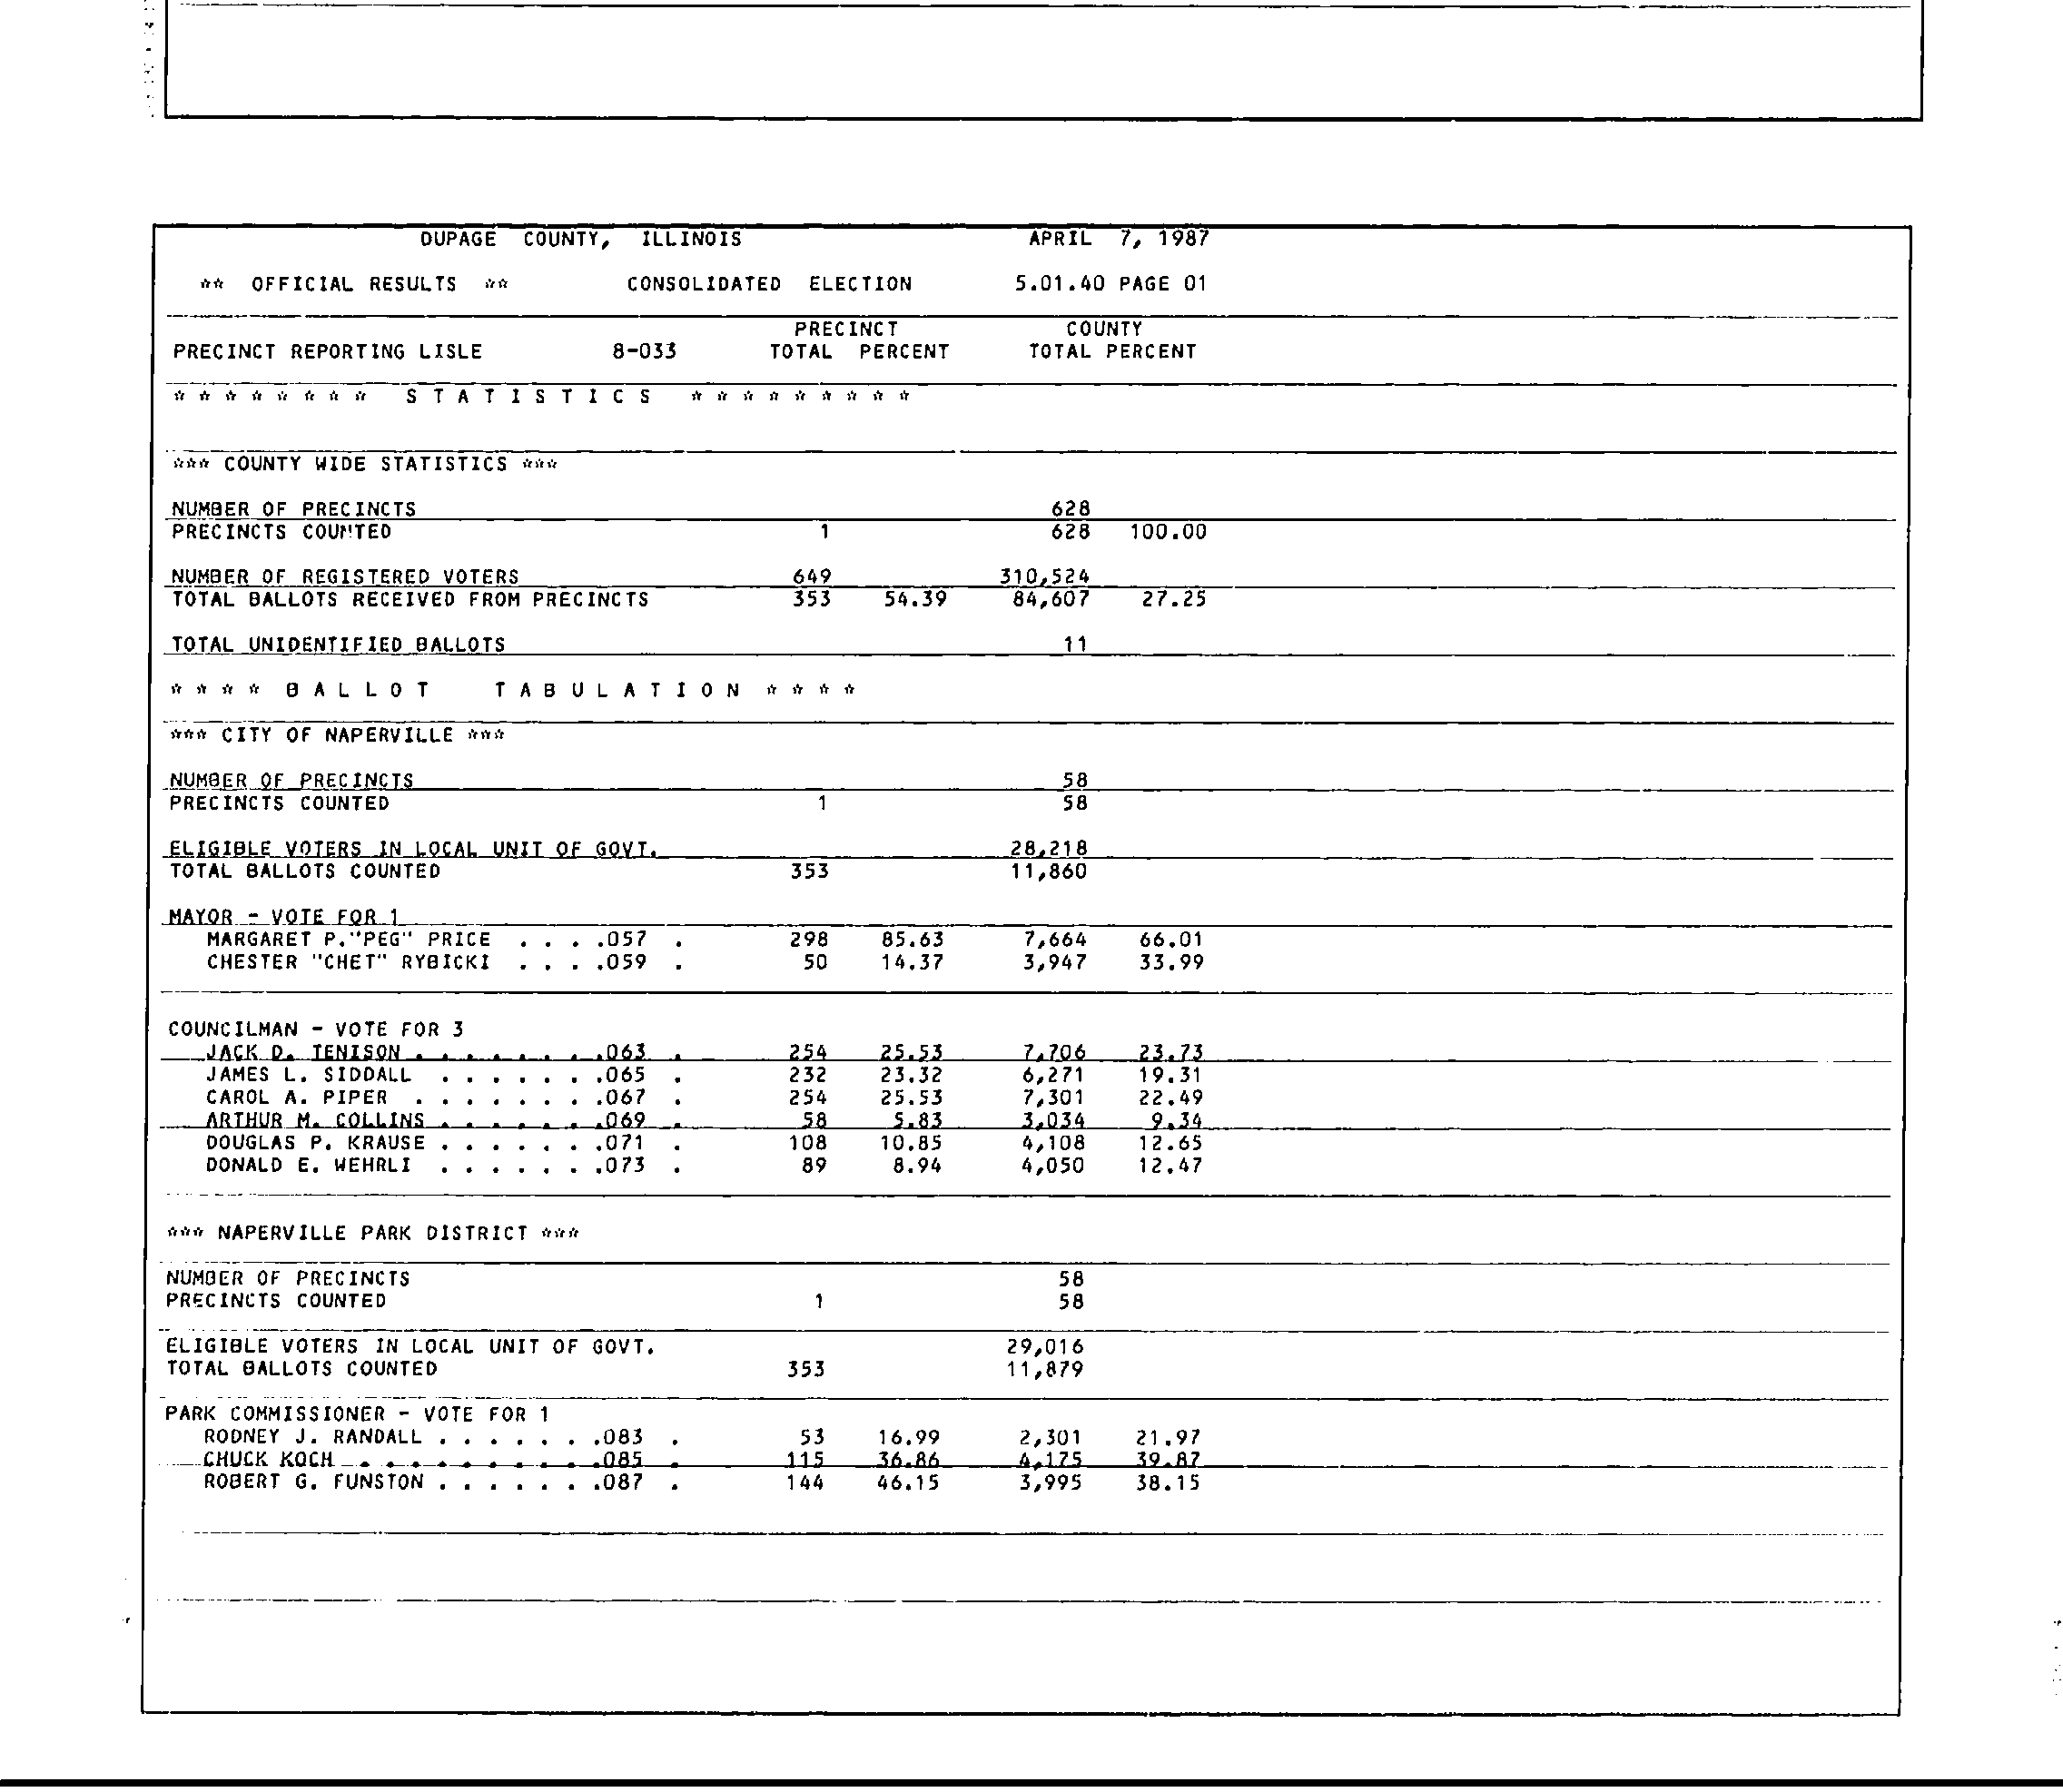 DUPAGE COUNTY, ILLINOIS APRIL 7, 1987
** OFFICIAL RESULTS ** CONSOLIDATED ELECTION 5.01.40 PAGE 01
PRECINCT COUNTY
PRECINCT REPORTING LISLE 8-033 TOTAL PERCENT TOTAL PERCENT
* * * * * * * * S T A T I S T I C S * * * * * * * * *
*** COUNTY WIDE STATISTICS ***
NUMBER OF PRECINCTS 628
PRECINCTS COUNTED 1 628 100.00
NUMBER OF REGISTERED VOTERS 649 310,524
TOTAL BALLOTS RECEIVED FROM PRECINCTS 353 54.39 84,607 27.25
TOTAL UNIDENTIFIED BALLOTS 11
* * * * B A L L O T T A B U L A T I O N * * * *
*** CITY OF NAPERVILLE ***
NUMBER OF PRECINCTS 58
PRECINCTS COUNTED 1 58
ELIGIBLE VOTERS IN LOCAL UNIT OF GOVT. 28,218
TOTAL BALLOTS COUNTED 353 11,860
MAYOR - VOTE FOR 1
MARGARET P."PEG" PRICE . . . .057 . 298 85.63 7,664 66.01
CHESTER "CHET" RYBICKI . . . .059 . 50 14.37 3,947 33.99
COUNCILMAN - VOTE FOR 3
JACK D. TENISON . . . . . . . .063 . 254 25.53 7,706 23.73
JAMES L. SIDDALL . . . . . . .065 . 232 23.32 6,271 19.31
CAROL A. PIPER . . . . . . . .067 . 254 25.53 7,301 22.49
ARTHUR M. COLLINS . . . . . . .069 . 58 5.83 3,034 9.34
DOUGLAS P. KRAUSE . . . . . . .071 . 108 10.85 4,108 12.65
DONALD E. WEHRLI . . . . . . .073 . 89 8.94 4,050 12.47
*** NAPERVILLE PARK DISTRICT ***
NUMBER OF PRECINCTS 58
PRECINCTS COUNTED 1 58
ELIGIBLE VOTERS IN LOCAL UNIT OF GOVT. 29,016
TOTAL BALLOTS COUNTED 353 11,879
PARK COMMISSIONER - VOTE FOR 1
RODNEY J. RANDALL . . . . . . .083 . 53 16.99 2,301 21.97
CHUCK KOCH . . . . . . . . . .085 . 115 36.86 4,175 39.87
ROBERT G. FUNSTON . . . . . . .087 . 144 46.15 3,995 38.15